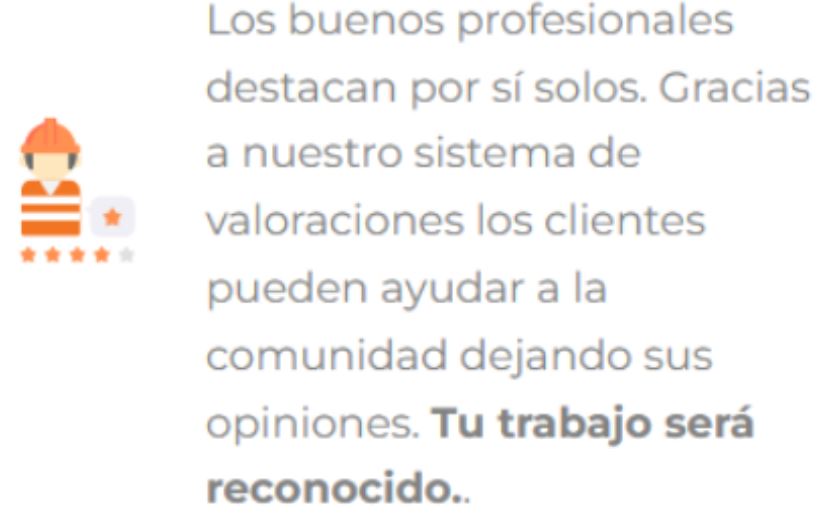 Los buenos profesionales
destacan por sí solos. Gracias
a nuestro sistema de
valoraciones los clientes
pueden ayudar a la
comunidad dejando sus
opiniones. Tu trabajo será
reconocido..